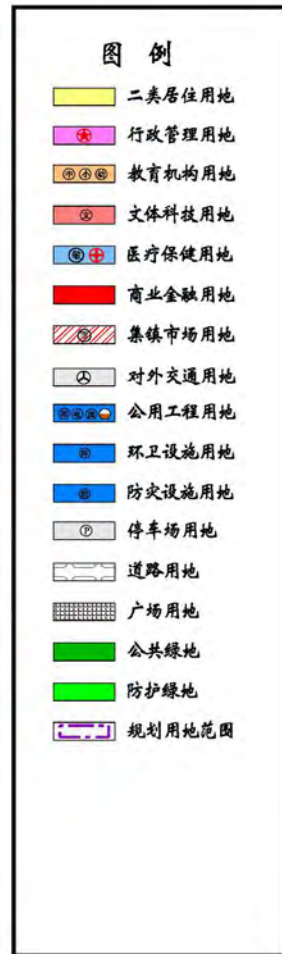 图 例
二类居住用地
行政管理用地
中 小 幼 教育机构用地
文 文体科技用地
医疗保健用地
商业金融用地
集镇市场用地
对外交通用地
公用工程用地
环卫设施用地
防灾设施用地
P 停车场用地
道路用地
广场用地
公共绿地
防护绿地
规划用地范围